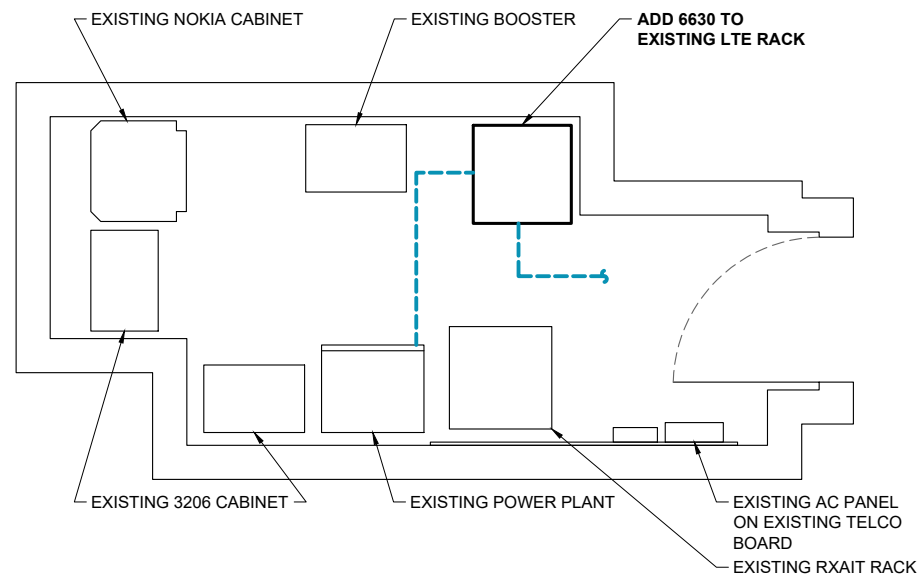 EXISTING NOKIA CABINET
EXISTING BOOSTER
ADD 6630 TO
EXISTING LTE RACK
EXISTING 3206 CABINET
EXISTING POWER PLANT
EXISTING AC PANEL
ON EXISTING TELCO
BOARD
EXISTING RXAIT RACK